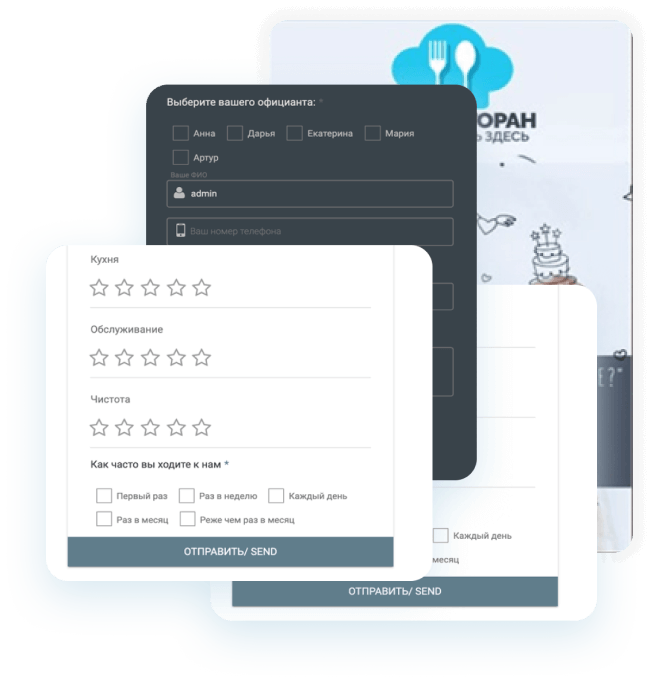 ОРАН
ЗДЕСЬ
Выберите вашего официанта: *
Анна Дарья Екатерина Мария
Артур
Ваши ФИО
admin
Ваш номер телефона
Кухня
Обслуживание
Чистота
Как часто вы ходите к нам *
Первый раз Раз в неделю Каждый день
Раз в месяц Реже чем раз в месяц
ОТПРАВИТЬ/ SEND
Е?"
Каждый день
месяц
ОТПРАВИТЬ/ SEND